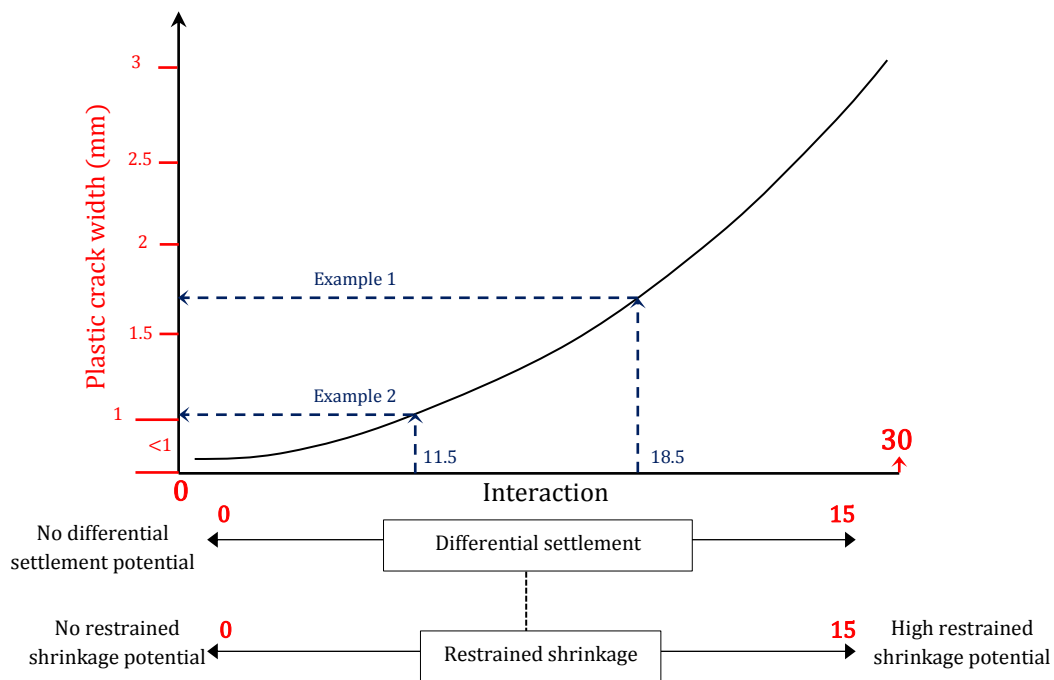 3
2.5
2
1.5
1
<1
Plastic crack width (mm)
Example 1
Example 2
11.5
18.5
30
0
Interaction
0
15
No differential
settlement potential
Differential settlement
0
15
No restrained
shrinkage potential
Restrained shrinkage
High restrained
shrinkage potential